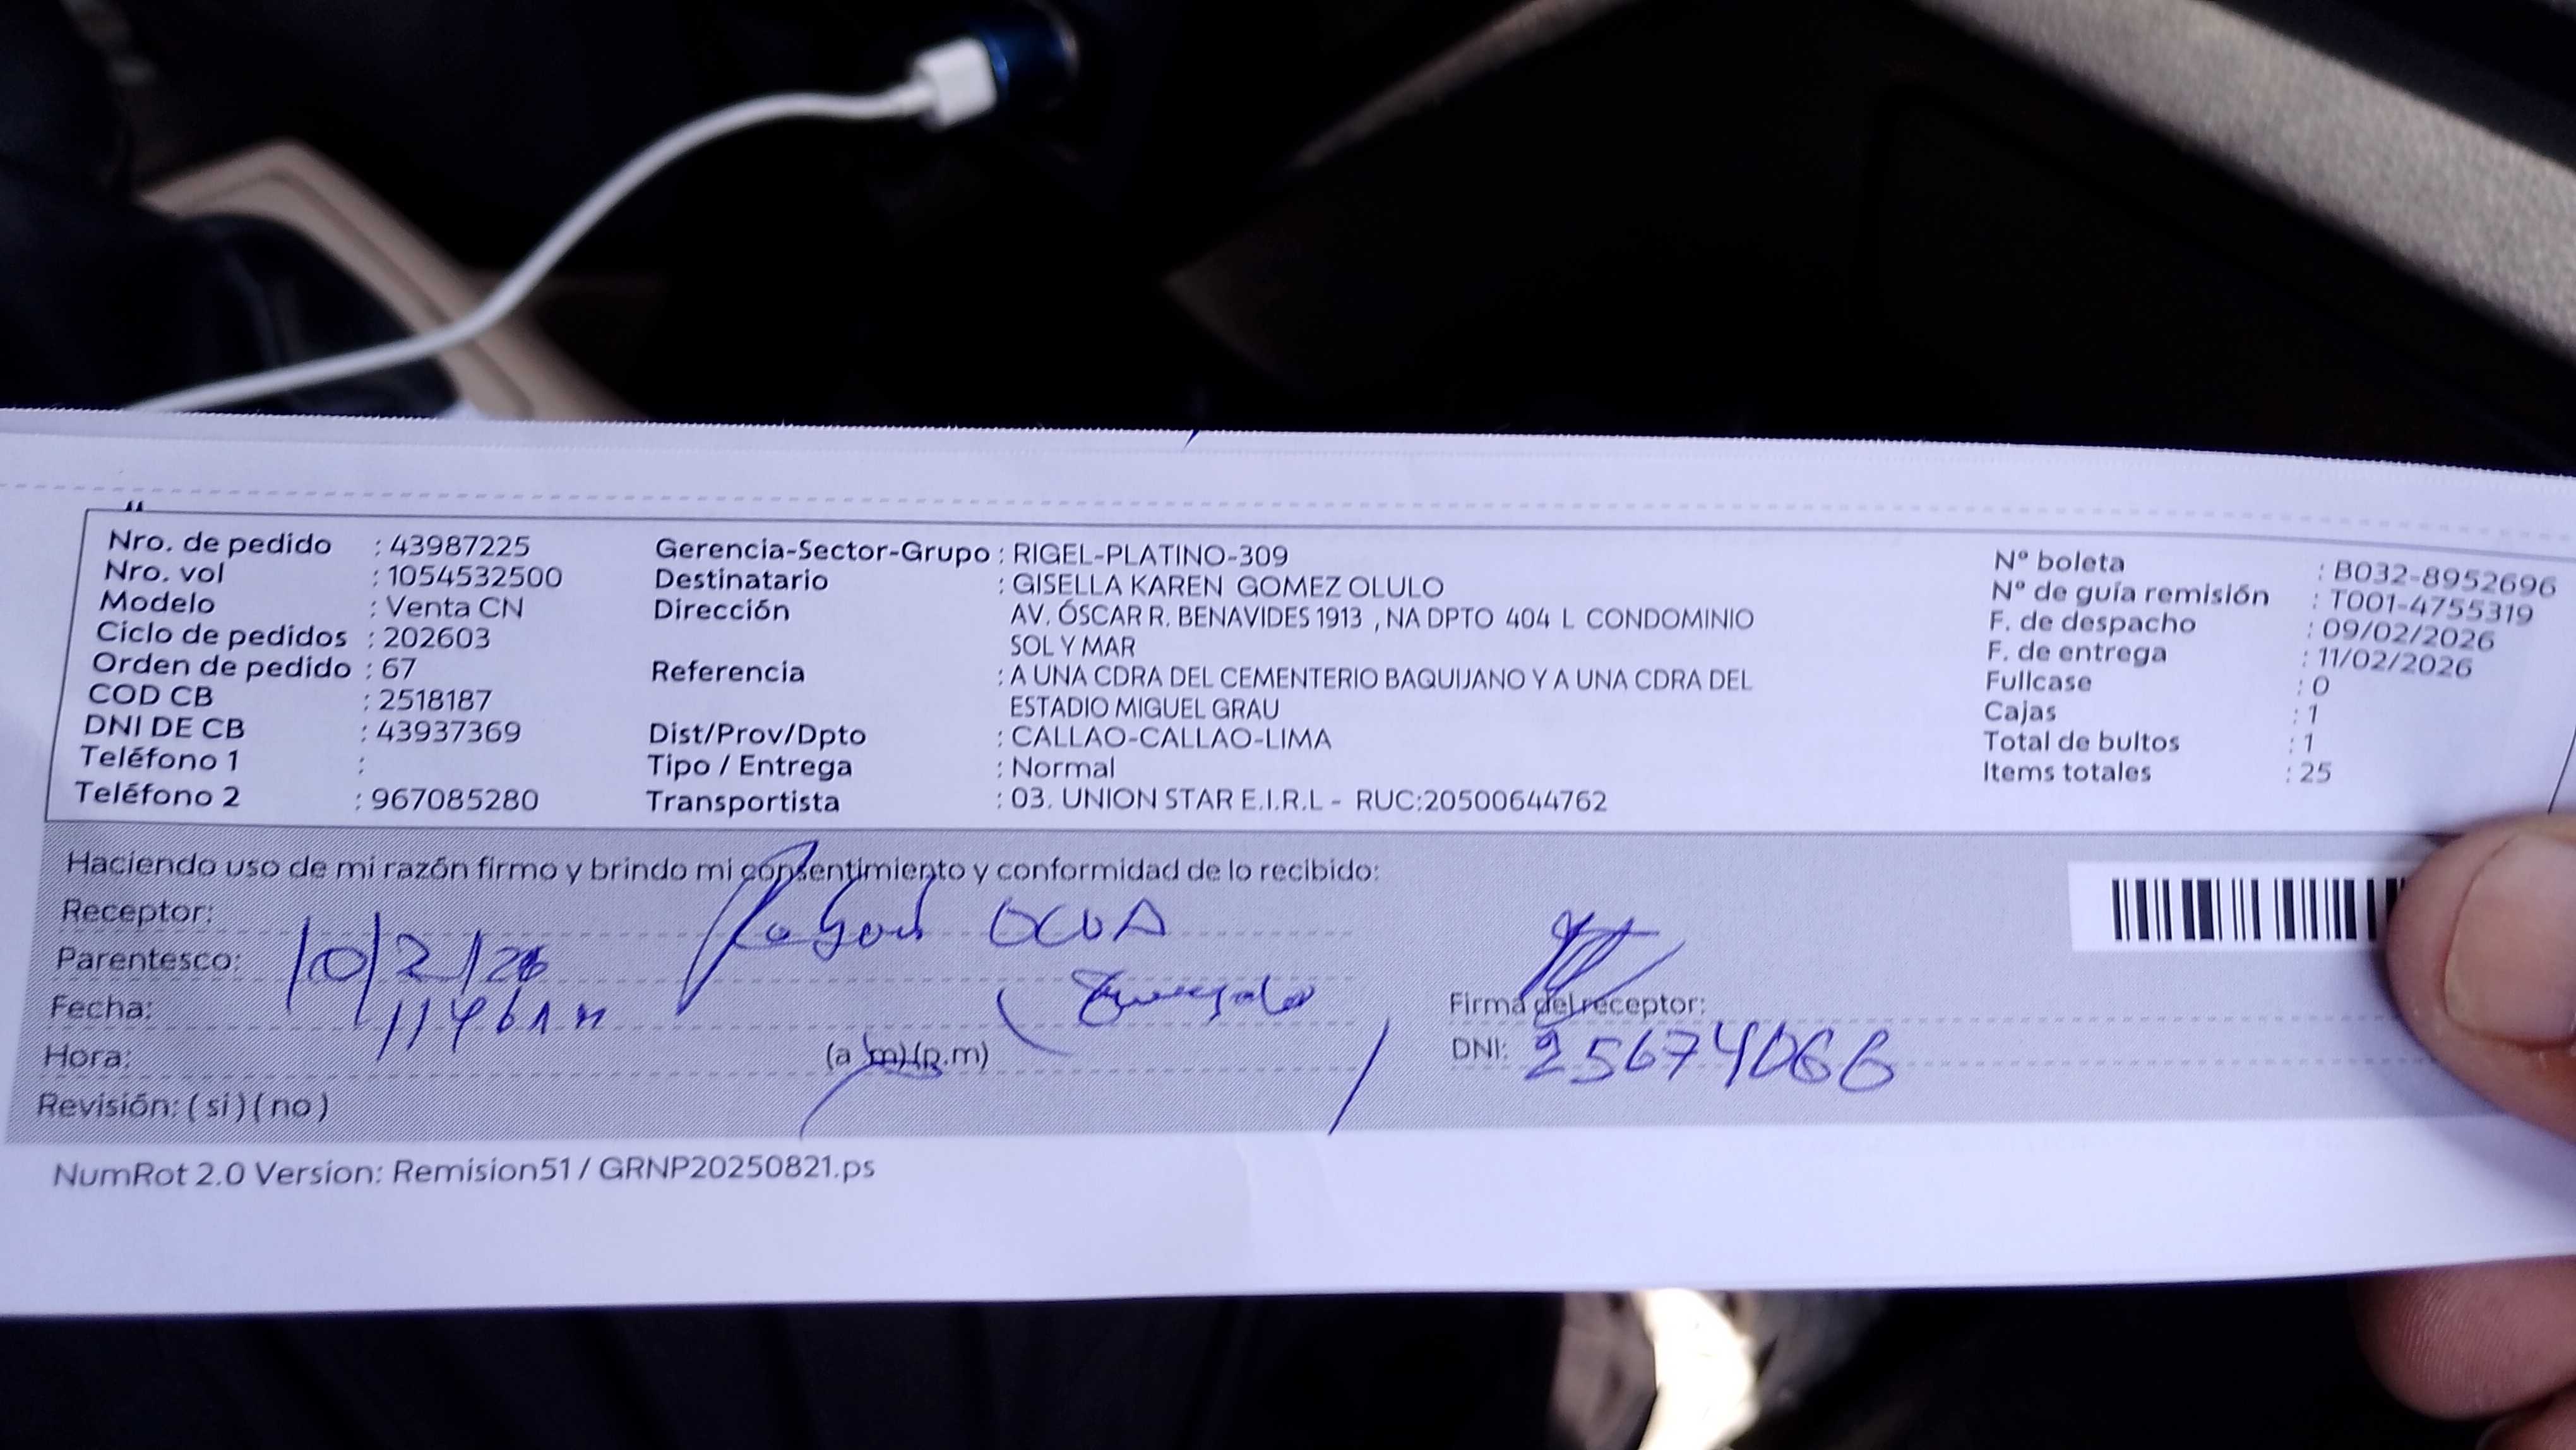 Nro. de pedido : 43987225
Nro. vol : 1054532500
Modelo : Venta CN
Ciclo de pedidos : 202603
Orden de pedido : 67
COD CB : 2518187
DNI DE CB : 43937369
Teléfono 1 :
Teléfono 2 : 967085280
Gerencia-Sector-Grupo : RIGEL-PLATINO-309
Destinatario : GISELLA KAREN GOMEZ OLULO
Dirección AV. ÓSCAR R. BENAVIDES 1913 , NA DPTO 404 L CONDOMINIO
SOL Y MAR
Referencia : A UNA CDRA DEL CEMENTERIO BAQUIJANO Y A UNA CDRA DEL
ESTADIO MIGUEL GRAU
Dist/Prov/Dpto : CALLAO-CALLAO-LIMA
Tipo / Entrega : Normal
Transportista : 03. UNION STAR E.I.R.L - RUC:20500644762
Nº boleta : B032-8952696
Nº de guía remisión : T001-4755319
F. de despacho : 09/02/2026
F. de entrega : 11/02/2026
Fullcase : 0
Cajas : 1
Total de bultos : 1
Items totales : 25
Haciendo uso de mi razón firmo y brindo mi consentimiento y conformidad de lo recibido:
Receptor:
Parentesco: 10/2/26
Fecha: 1146AM
Hora: (a.m)(p.m)
Revisión: ( si ) ( no )
Firma del receptor:
DNI: 25674066
NumRot 2.0 Version: Remision51 / GRNP20250821.ps